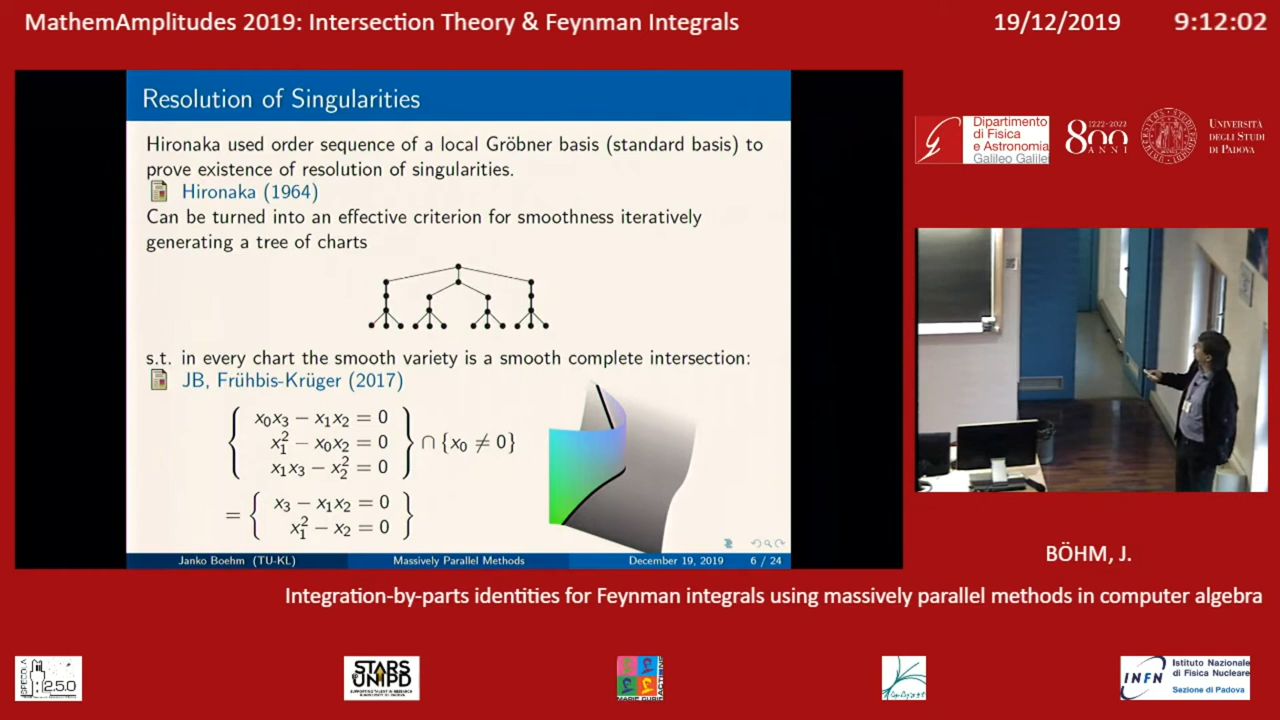 MathemAmplitudes 2019: Intersection Theory & Feynman Integrals
19/12/2019
9:12:02
Resolution of Singularities
Hironaka used order sequence of a local Gröbner basis (standard basis) to
prove existence of resolution of singularities.
Hironaka (1964)
Can be turned into an effective criterion for smoothness iteratively
generating a tree of charts
s.t. in every chart the smooth variety is a smooth complete intersection:
JB, Frühbis-Krüger (2017)
x₀x₃ − x₁x₂ = 0
x₁² − x₀x₂ = 0
x₁x₃ − x₂² = 0
∩ {x₀ ≠ 0}
= { x₃ − x₁x₂ = 0
x₁² − x₂ = 0 }
Janko Boehm (TU-KL)
Massively Parallel Methods
December 19, 2019
6 / 24
Dipartimento
di Fisica
e Astronomia
Galileo Galilei
1222·2022
800
ANNI
UNIVERSITÀ
DEGLI STUDI
DI PADOVA
BÖHM, J.
Integration-by-parts identities for Feynman integrals using massively parallel methods in computer algebra
STARS
UNIPD
INFN
Istituto Nazionale
di Fisica Nucleare
Sezione di Padova